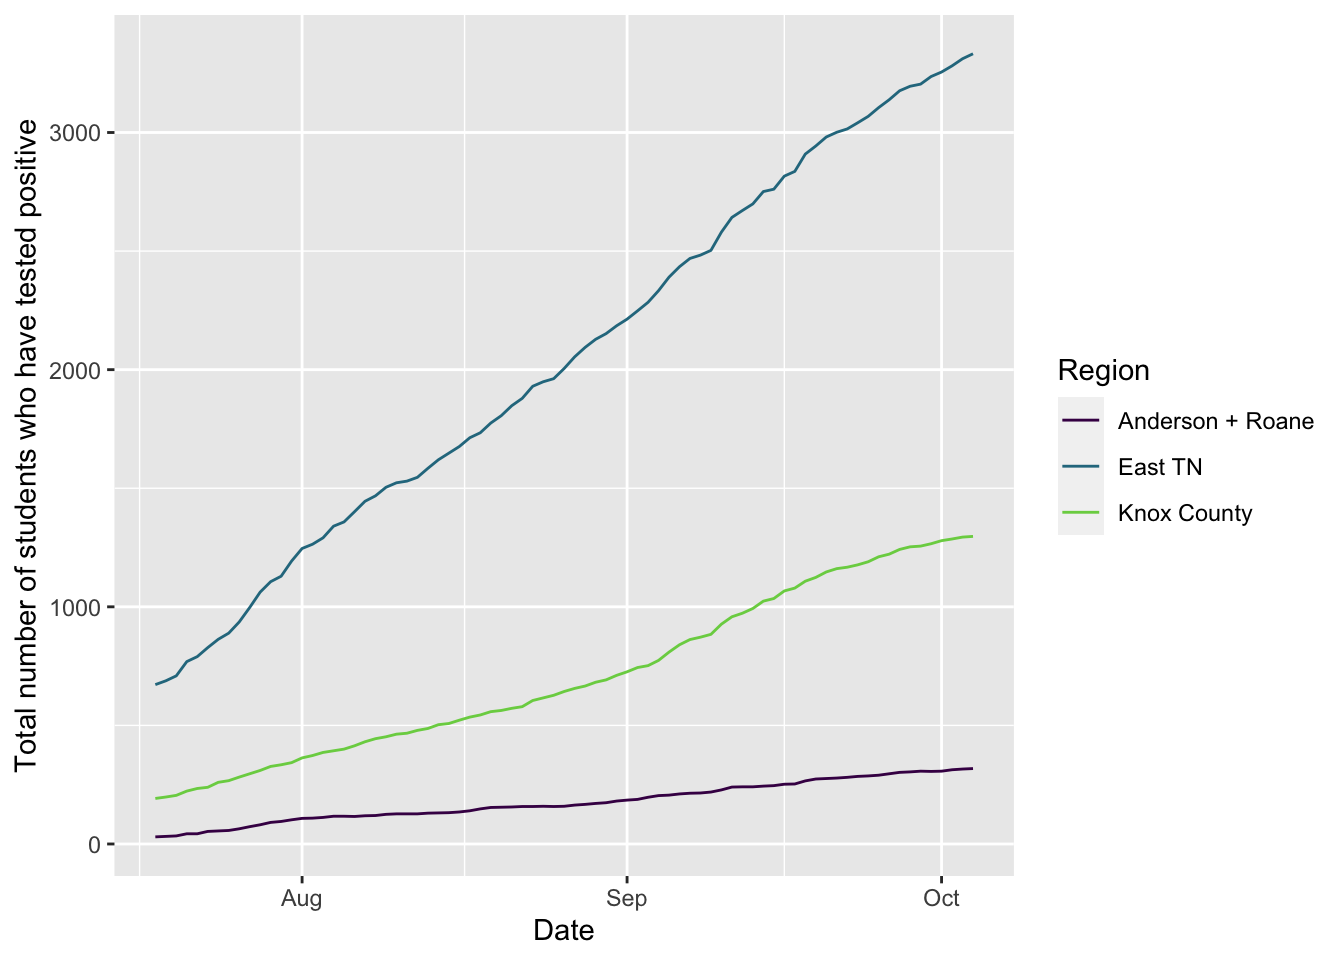 Total number of students who have tested positive
3000
2000
1000
0
Aug
Sep
Oct
Date
Region
Anderson + Roane
East TN
Knox County